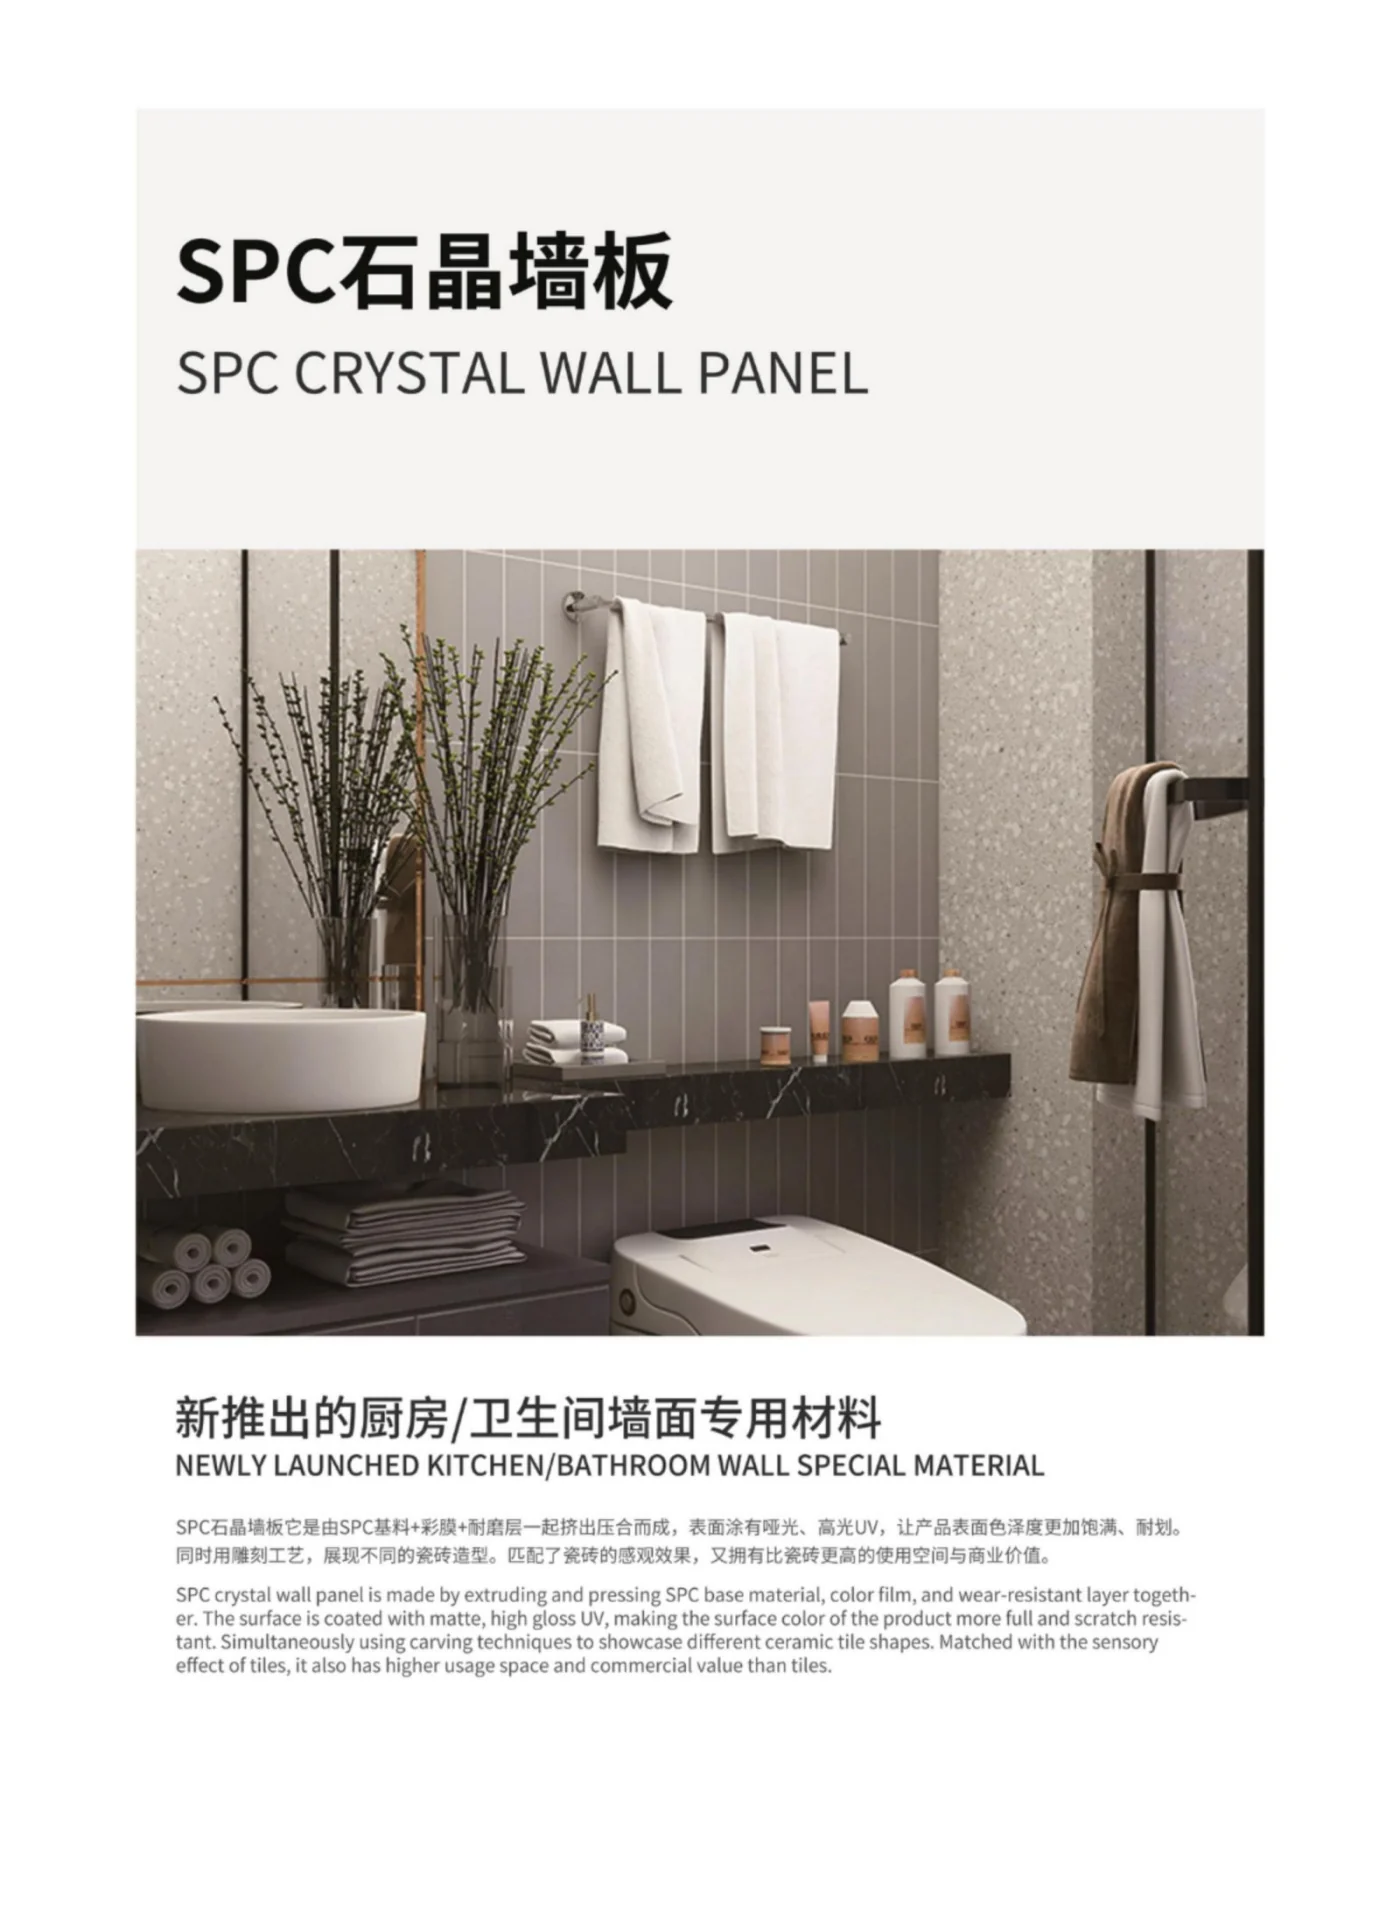 SPC石晶墙板
SPC CRYSTAL WALL PANEL
新推出的厨房/卫生间墙面专用材料
NEWLY LAUNCHED KITCHEN/BATHROOM WALL SPECIAL MATERIAL
SPC石晶墙板它是由SPC基料+彩膜+耐磨层一起挤出压合而成，表面涂有哑光、高光UV，让产品表面色泽度更加饱满、耐划。
同时用雕刻工艺，展现不同的瓷砖造型。匹配了瓷砖的感观效果，又拥有比瓷砖更高的使用空间与商业价值。
SPC crystal wall panel is made by extruding and pressing SPC base material, color film, and wear-resistant layer togeth-
er. The surface is coated with matte, high gloss UV, making the surface color of the product more full and scratch resis-
tant. Simultaneously using carving techniques to showcase different ceramic tile shapes. Matched with the sensory
effect of tiles, it also has higher usage space and commercial value than tiles.